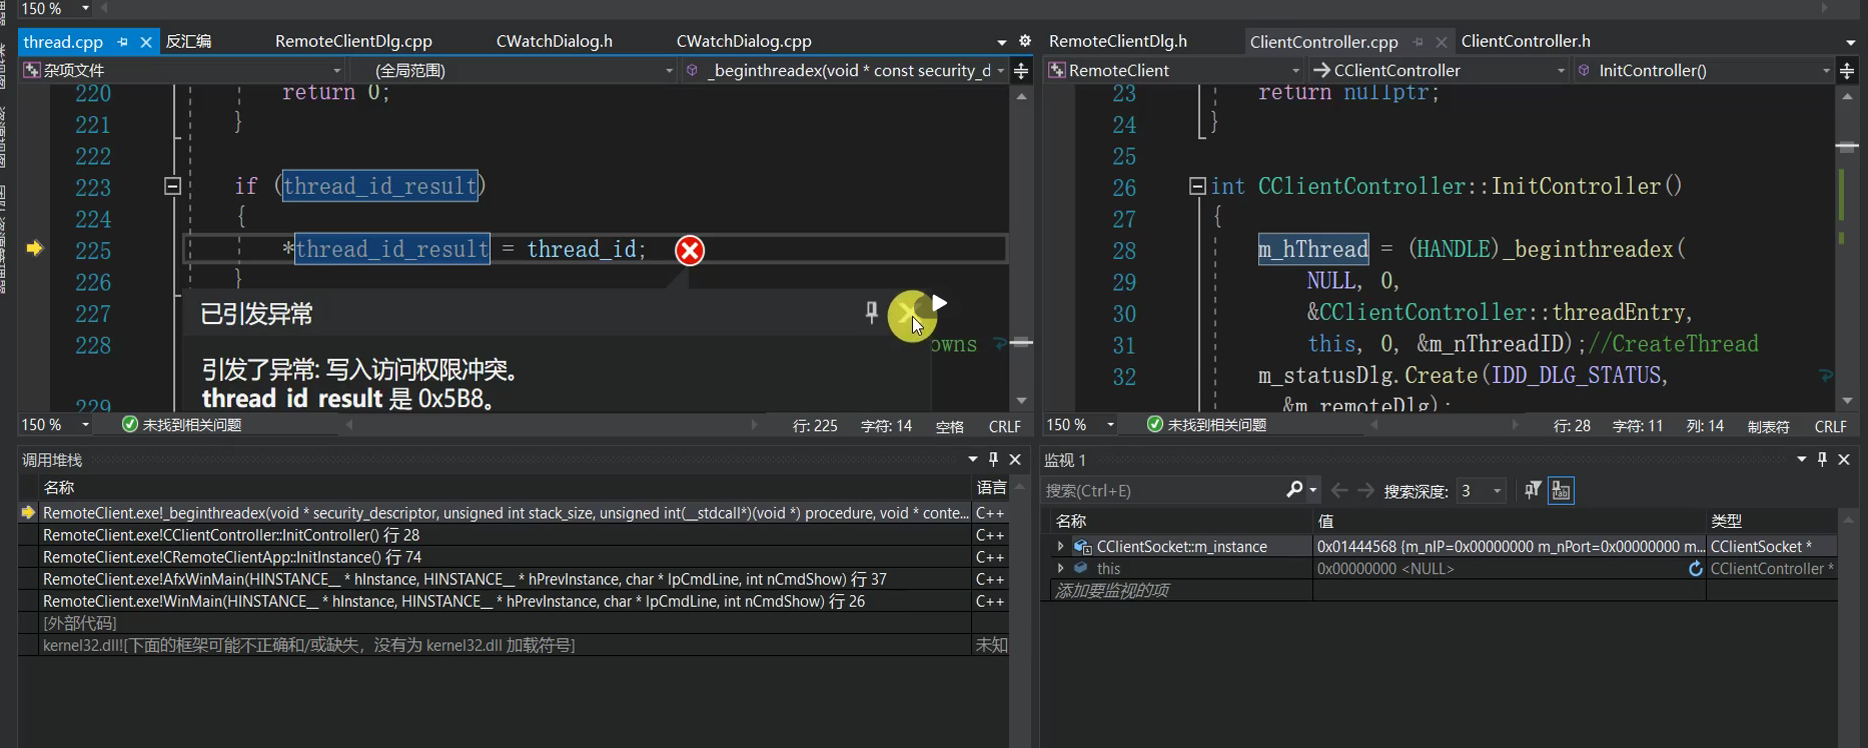 150 %
thread.cpp
反汇编
RemoteClientDlg.cpp
CWatchDialog.h
CWatchDialog.cpp
杂项文件
(全局范围)
_beginthreadex(void * const security_d
220 return 0;
221 }
222
223 if (thread_id_result)
224 {
225 *thread_id_result = thread_id;
226 }
227
228 owns
229
已引发异常
引发了异常: 写入访问权限冲突。
thread_id_result 是 0x5B8。
150 %
未找到相关问题
行: 225 字符: 14 空格 CRLF
RemoteClientDlg.h
ClientController.cpp
ClientController.h
RemoteClient
CClientController
InitController()
23 return nullptr;
24 }
25
26 int CClientController::InitController()
27 {
28 m_hThread = (HANDLE)_beginthreadex(
29 NULL, 0,
30 &CClientController::threadEntry,
31 this, 0, &m_nThreadID);//CreateThread
32 m_statusDlg.Create(IDD_DLG_STATUS,
&m_remoteDlg);
150 %
未找到相关问题
行: 28 字符: 11 列: 14 制表符 CRLF
调用堆栈
名称 语言
RemoteClient.exe!_beginthreadex(void * security_descriptor, unsigned int stack_size, unsigned int(__stdcall*)(void *) procedure, void * conte... C++
RemoteClient.exe!CClientController::InitController() 行 28 C++
RemoteClient.exe!CRemoteClientApp::InitInstance() 行 74 C++
RemoteClient.exe!AfxWinMain(HINSTANCE__ * hInstance, HINSTANCE__ * hPrevInstance, char * lpCmdLine, int nCmdShow) 行 37 C++
RemoteClient.exe!WinMain(HINSTANCE__ * hInstance, HINSTANCE__ * hPrevInstance, char * lpCmdLine, int nCmdShow) 行 26 C++
[外部代码]
kernel32.dll![下面的框架可能不正确和/或缺失，没有为 kernel32.dll 加载符号] 未知
监视 1
搜索(Ctrl+E)
搜索深度: 3
名称 值 类型
CClientSocket::m_instance 0x01444568 {m_nIP=0x00000000 m_nPort=0x00000000 m... CClientSocket *
this 0x00000000 <NULL> CClientController *
添加要监视的项